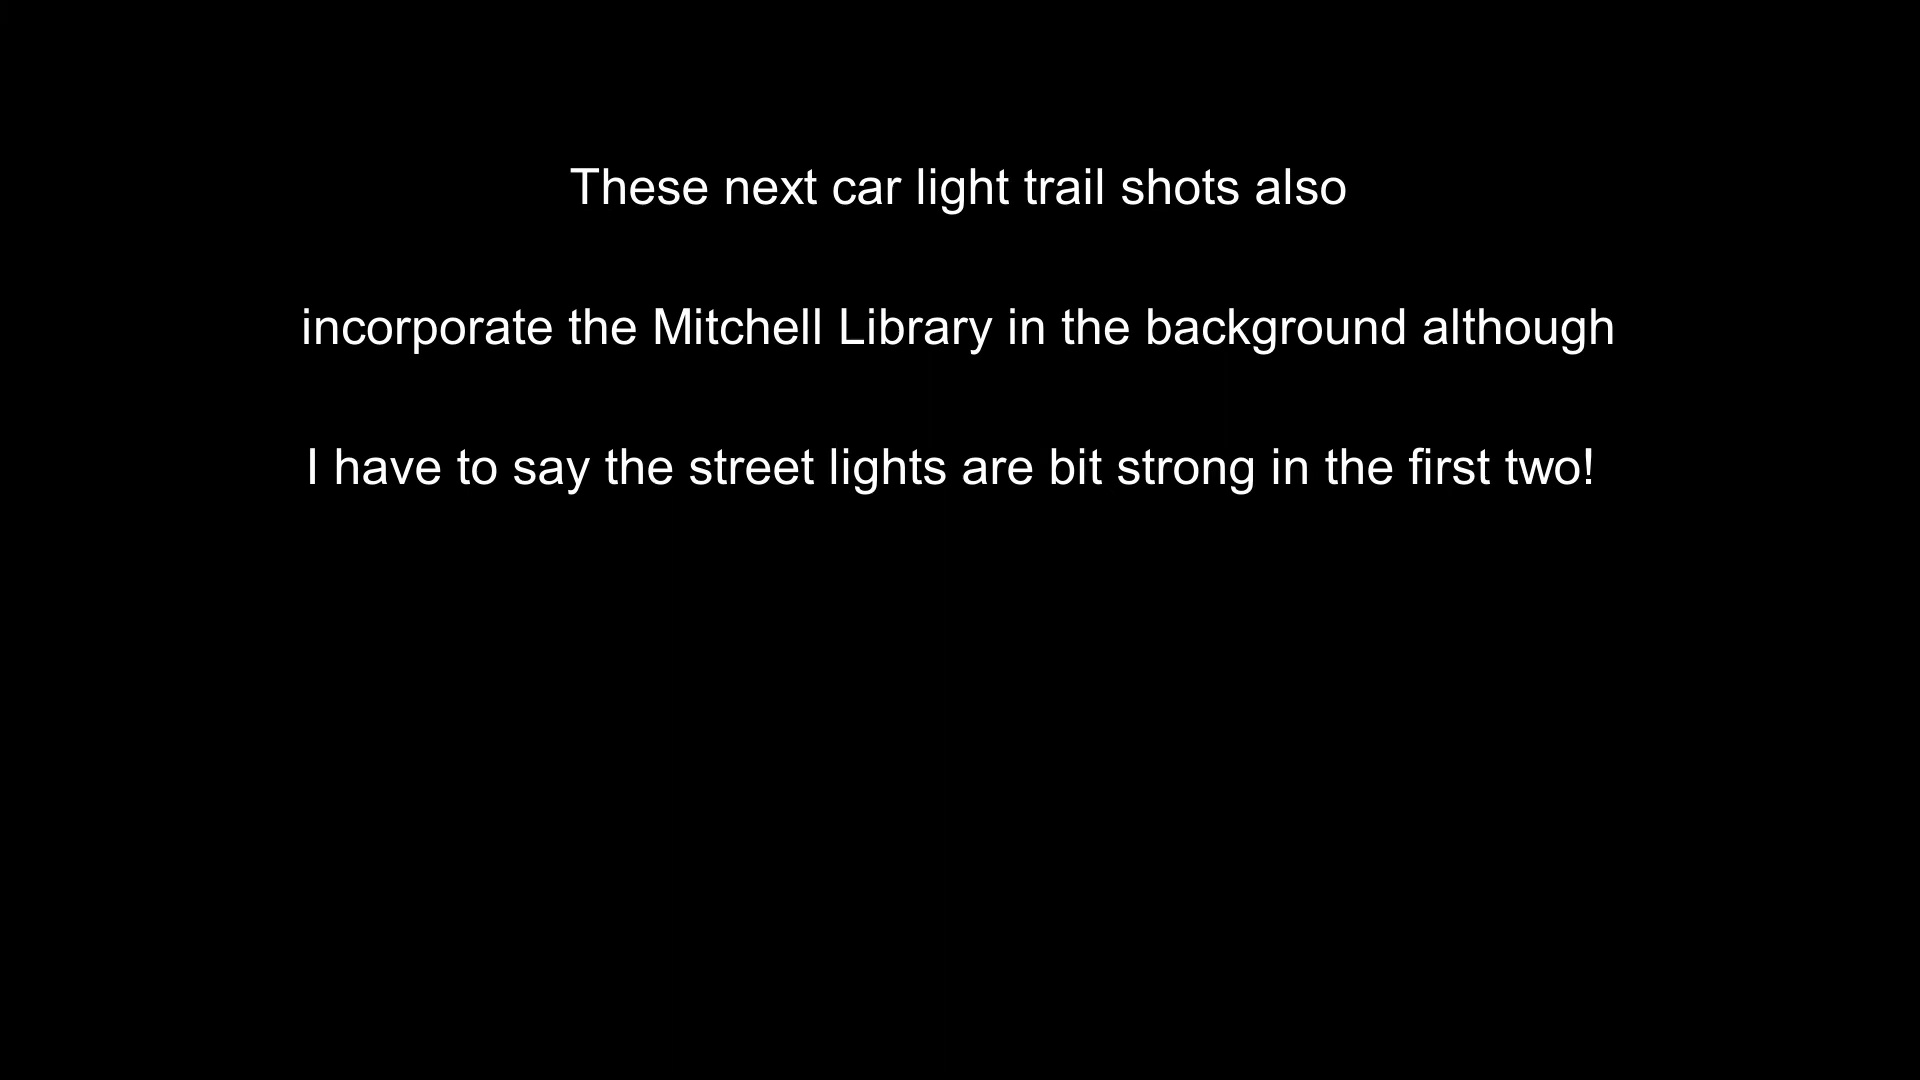 These next car light trail shots also
incorporate the Mitchell Library in the background although
I have to say the street lights are bit strong in the first two!